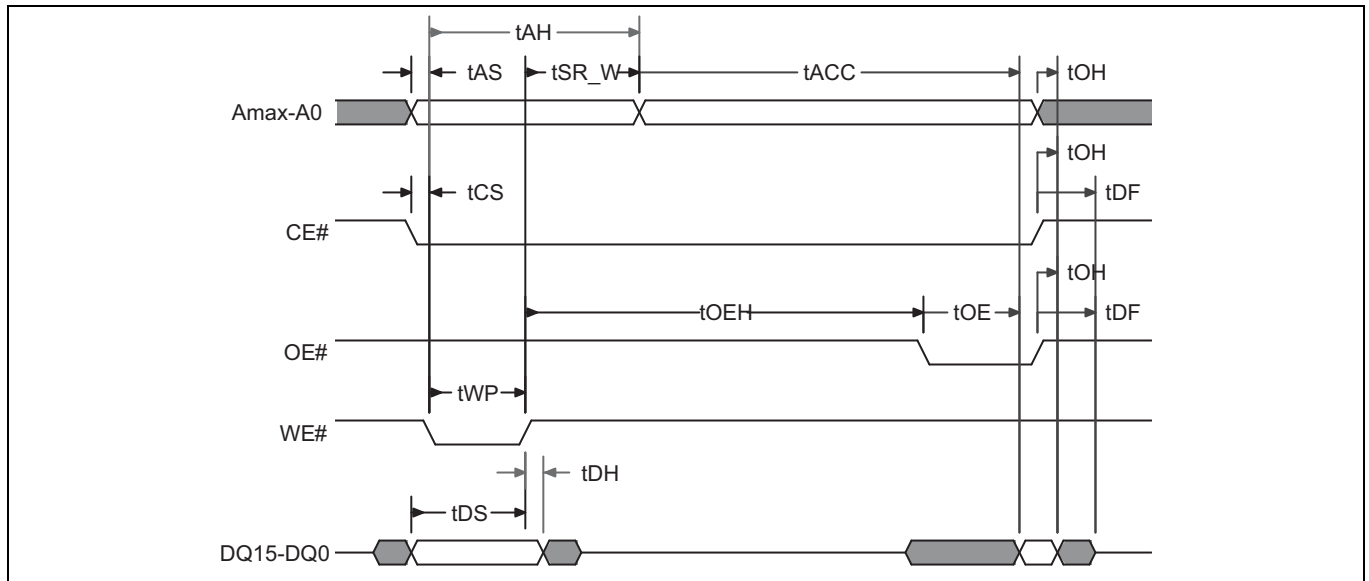 tAH
tAS
tSR_W
tACC
tOH
Amax-A0
tOH
tCS
tDF
CE#
tOH
tOEH
tOE
tDF
OE#
tWP
WE#
tDH
tDS
DQ15-DQ0